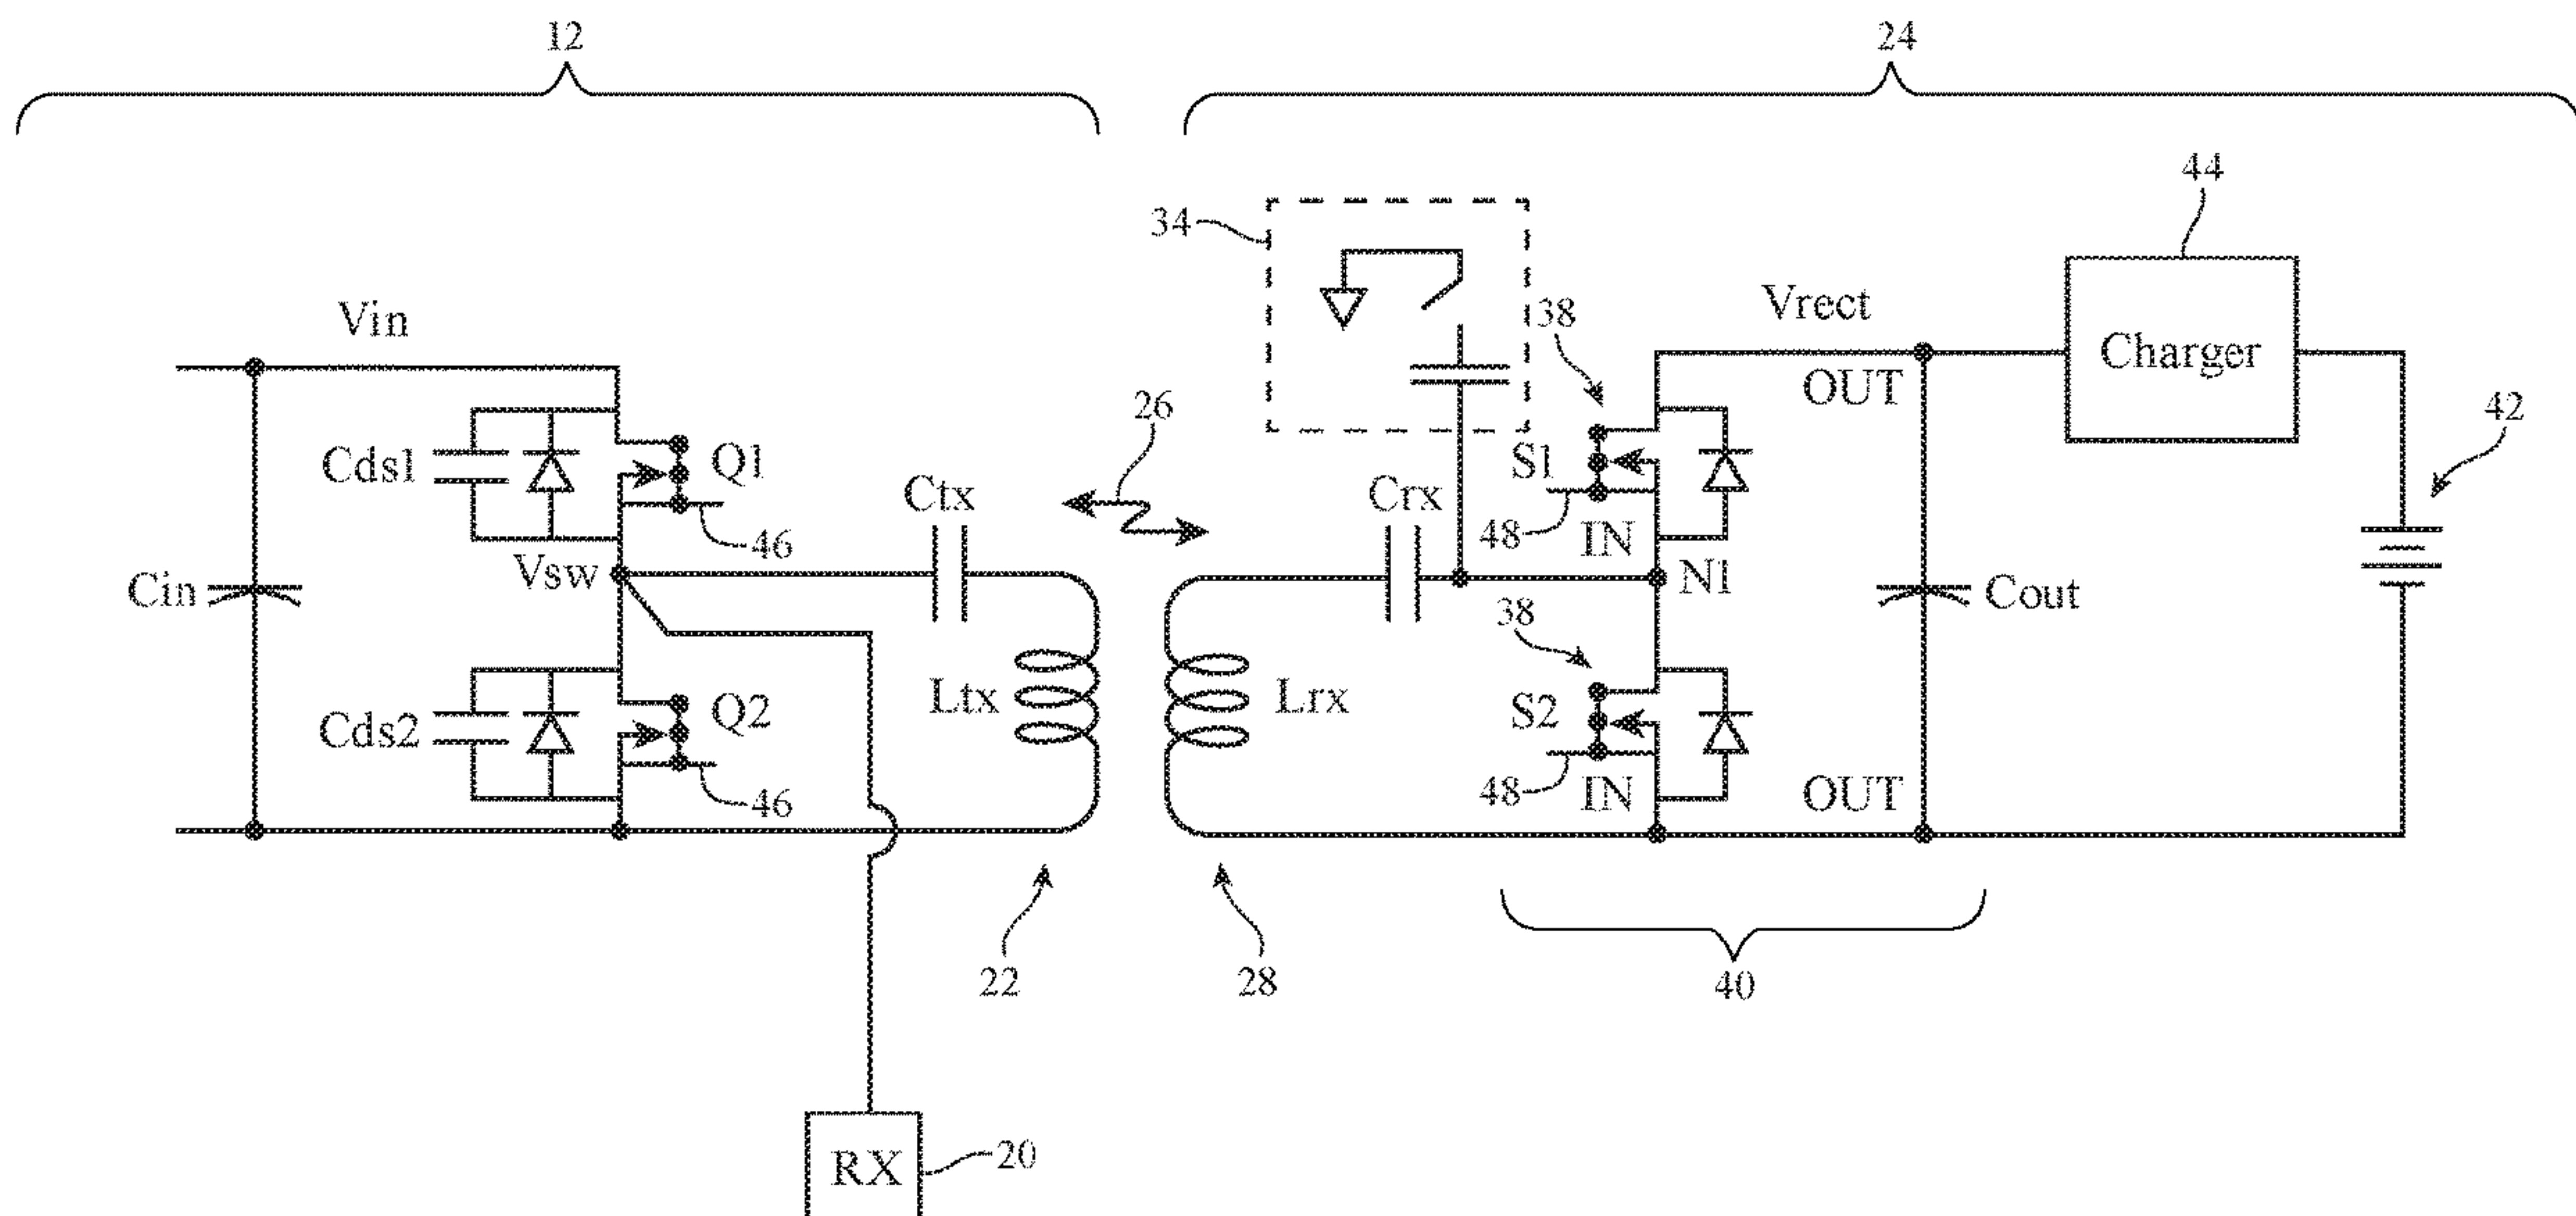 12
24
44
34
38
Vin
Vrect
OUT
Charger
42
26
Cds1
Q1
Ctx
Crx
S1
48
IN
46
Vsw
N1
Cin
Cout
38
Ltx
Lrx
Cds2
Q2
S2
48
IN
OUT
46
22
28
40
RX
20